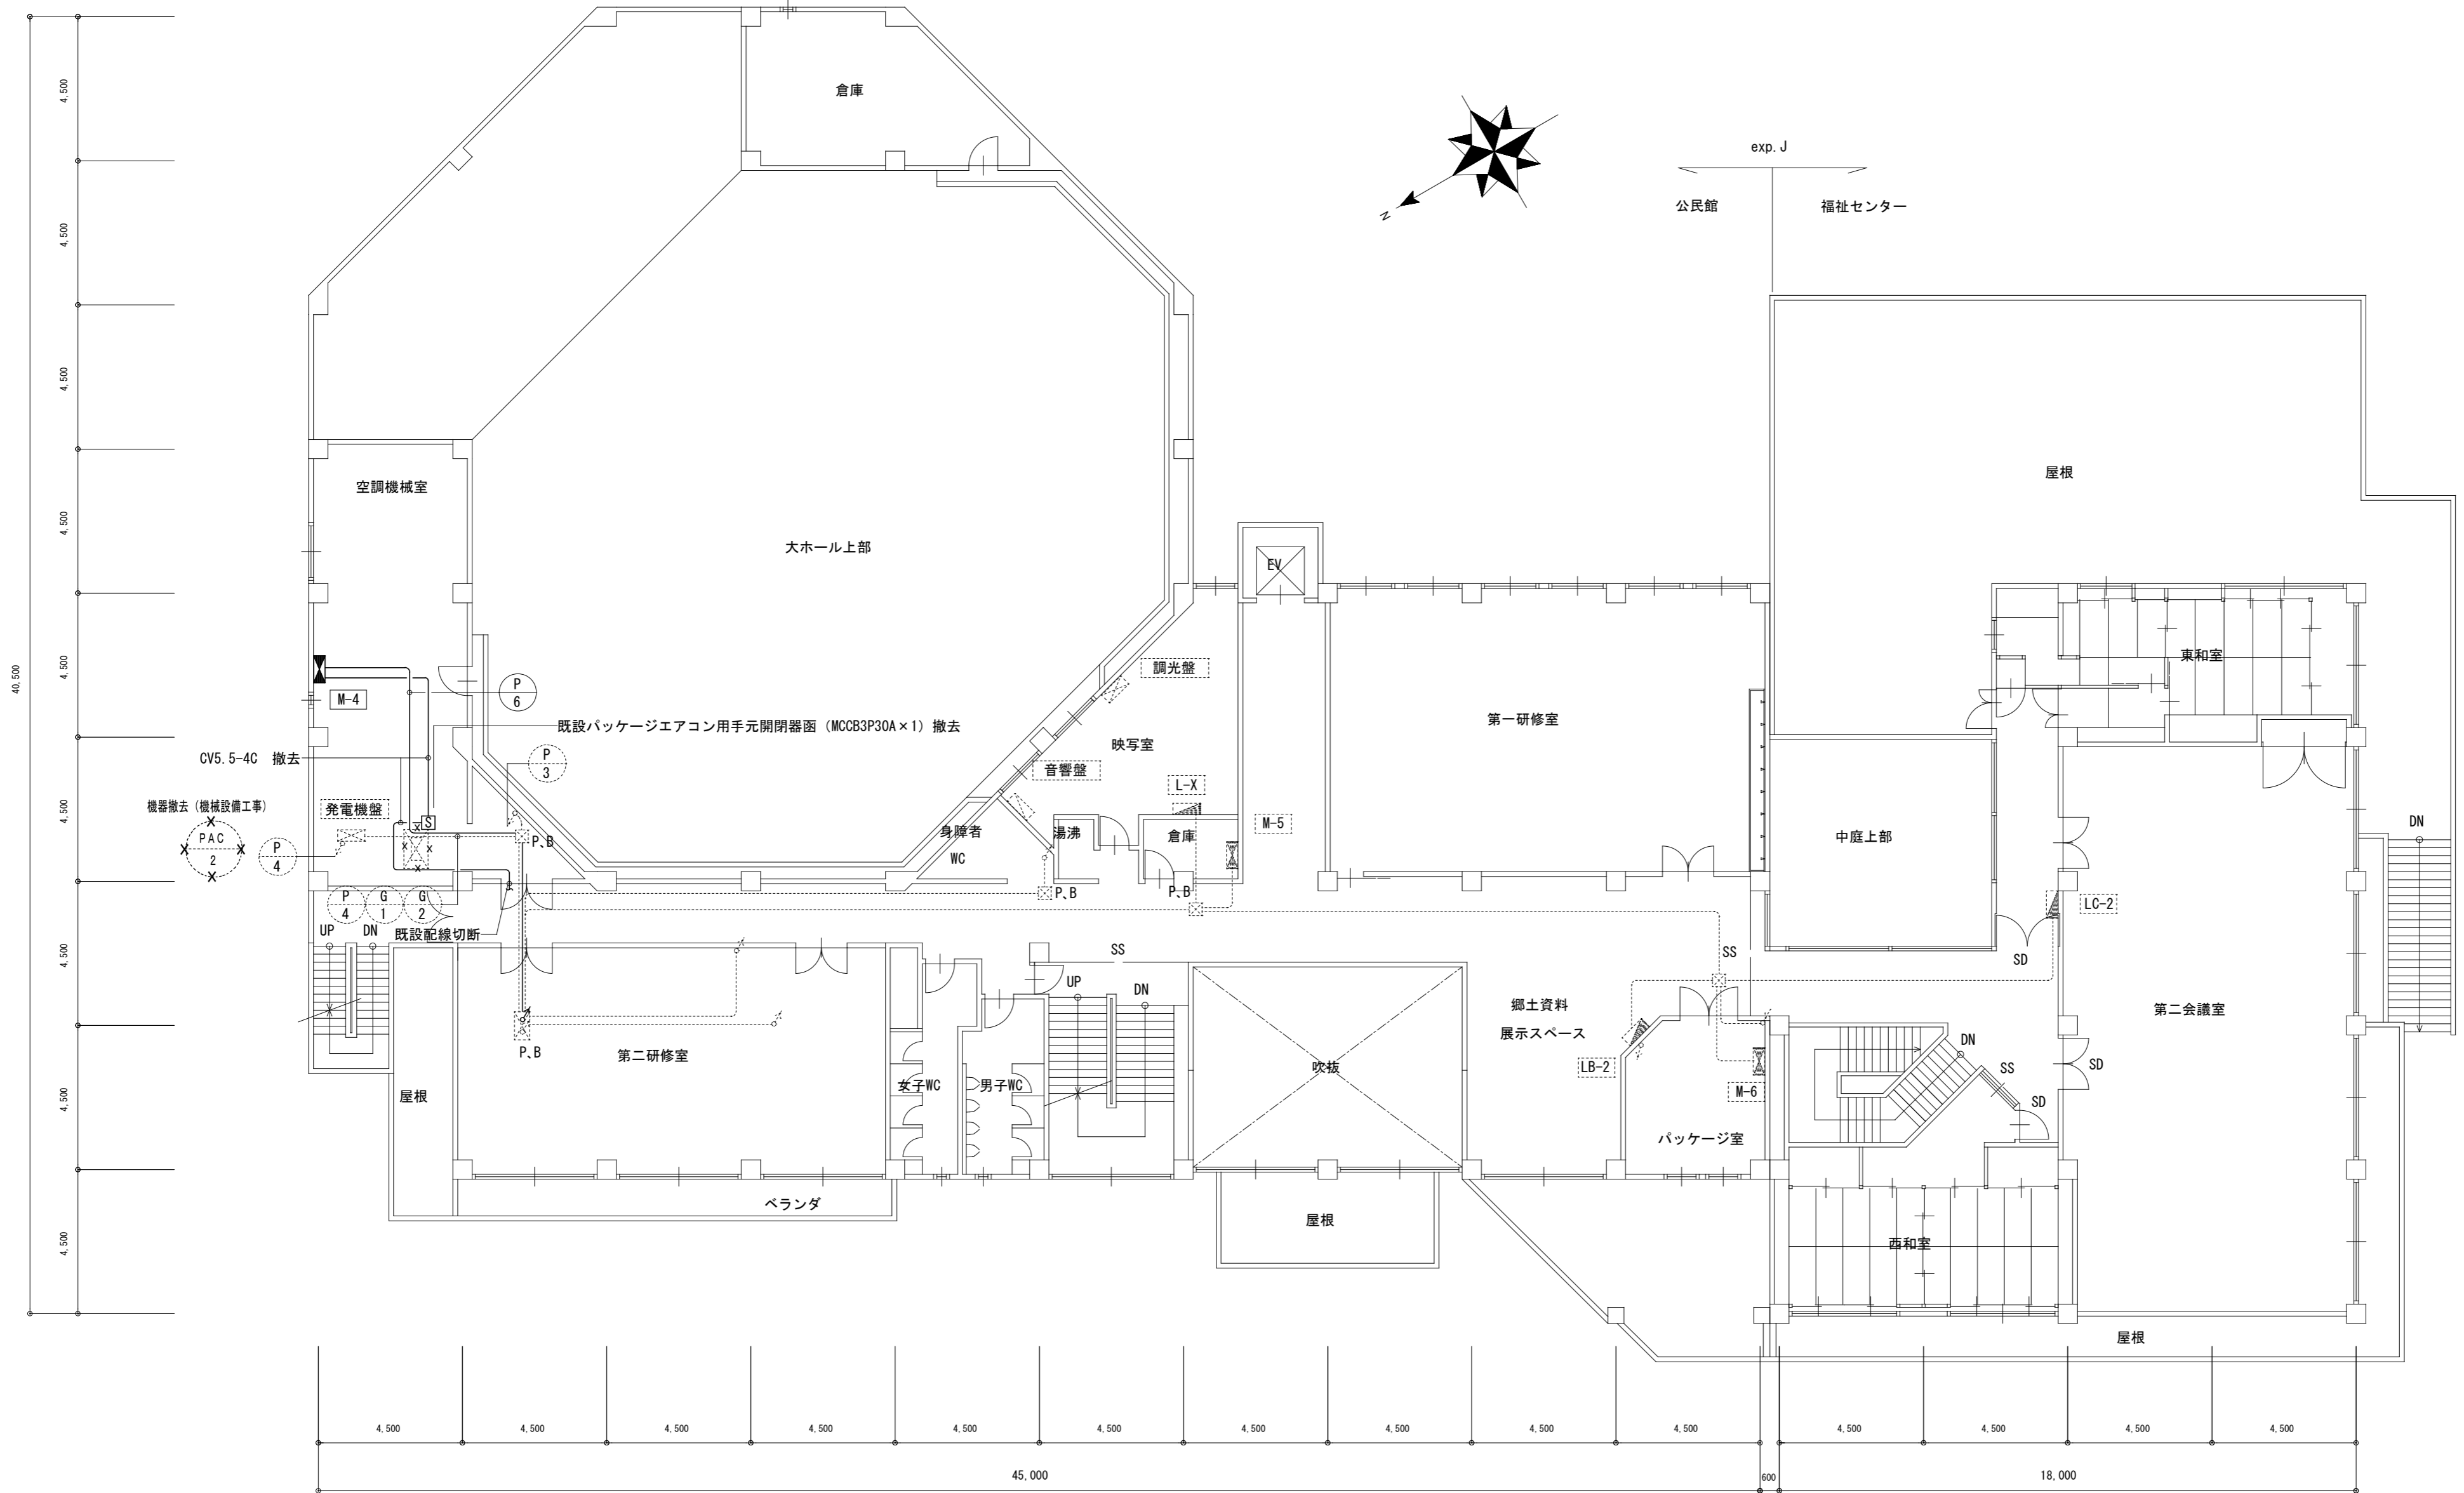 倉庫
exp.J
公民館
福祉センター
N
4,500
4,500
4,500
4,500
4,500
4,500
4,500
4,500
4,500
40,500
空調機械室
大ホール上部
屋根
EV
調光盤
第一研修室
東和室
M-4
P
6
既設パッケージエアコン用手元開閉器函 (MCCB3P30A×1) 撤去
映写室
CV5.5-4C 撤去
P
3
音響盤
L-X
機器撤去 (機械設備工事)
発電機盤
S
PAC
2
P
4
P、B
身障者
WC
湯沸
倉庫
M-5
中庭上部
DN
P
4
G
1
G
2
P、B
P、B
LC-2
UP
DN
既設配線切断
SS
SS
SD
UP
DN
郷土資料
展示スペース
第二会議室
P、B
第二研修室
女子WC
男子WC
吹抜
LB-2
M-6
DN
SS
SD
SD
屋根
パッケージ室
ベランダ
屋根
西和室
屋根
4,500
4,500
4,500
4,500
4,500
4,500
4,500
4,500
4,500
4,500
4,500
4,500
4,500
4,500
45,000
600
18,000